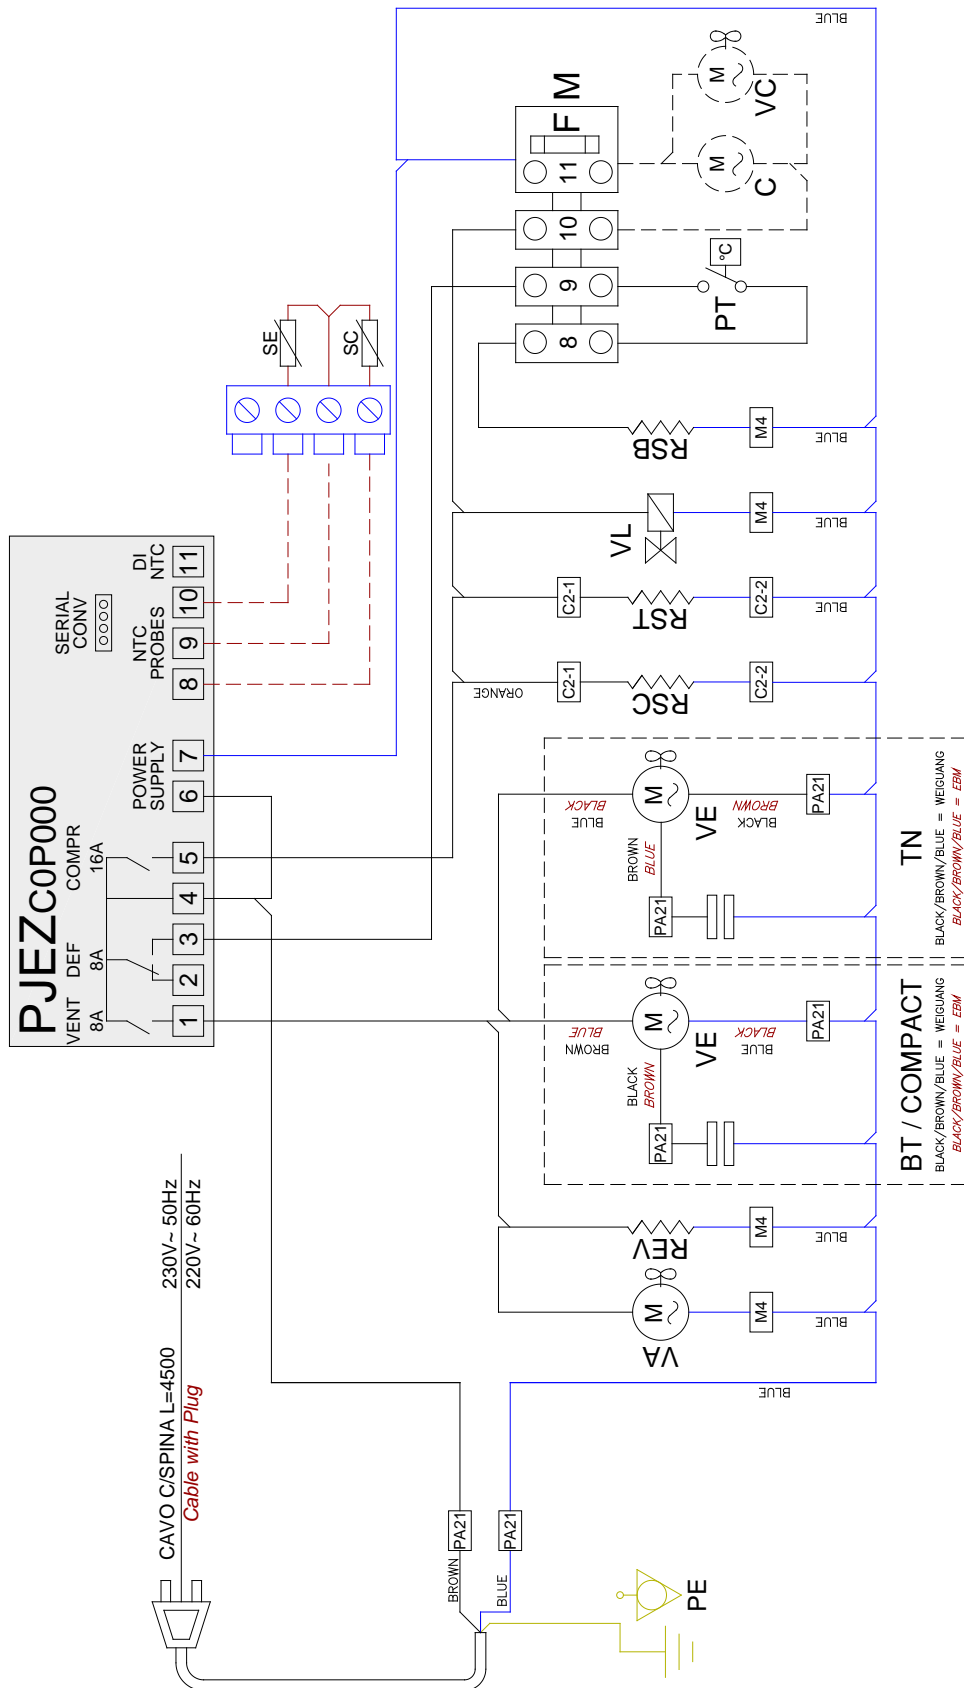 PJEZC0P000
VENT
8A
DEF
8A
COMPR
16A
POWER
SUPPLY
NTC
PROBES
DI
NTC
SERIAL
CONV
1
2
3
4
5
6
7
8
9
10
11
SE
SC
CAVO C/SPINA L=4500
Cable with Plug
230V~ 50Hz
220V~ 60Hz
BROWN
PA21
BLUE
PA21
PE
BLUE
F M
8
9
10
11
M
VC
M
C
°C
PT
BLUE
VA
M
M4
BLUE
REV
M4
BLUE
BLUE
BROWN
M
VE
BLACK
BROWN
PA21
BLACK
BLUE
PA21
BT / COMPACT
BLACK/BROWN/BLUE = WEIGUANG
BLACK/BROWN/BLUE = EBM
BLACK
BLUE
M
VE
BROWN
BLUE
PA21
BROWN
BLACK
PA21
TN
BLACK/BROWN/BLUE = WEIGUANG
BLACK/BROWN/BLUE = EBM
ORANGE
C2-1
RSC
C2-2
C2-1
RST
C2-2
BLUE
VL
M4
BLUE
RSB
M4
BLUE